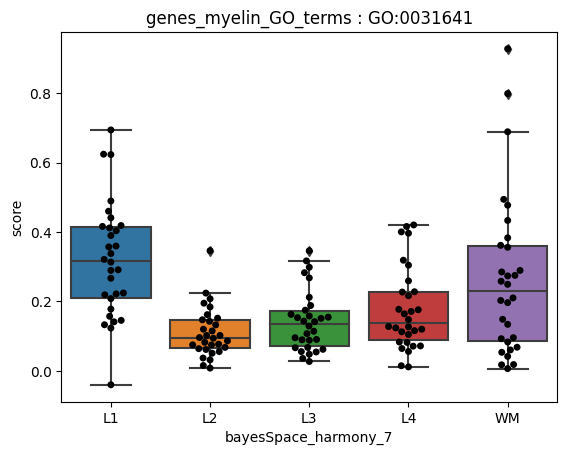 genes_myelin_GO_terms : GO:0031641
score
0.8
0.6
0.4
0.2
0.0
L1 L2 L3 L4 WM
bayesSpace_harmony_7